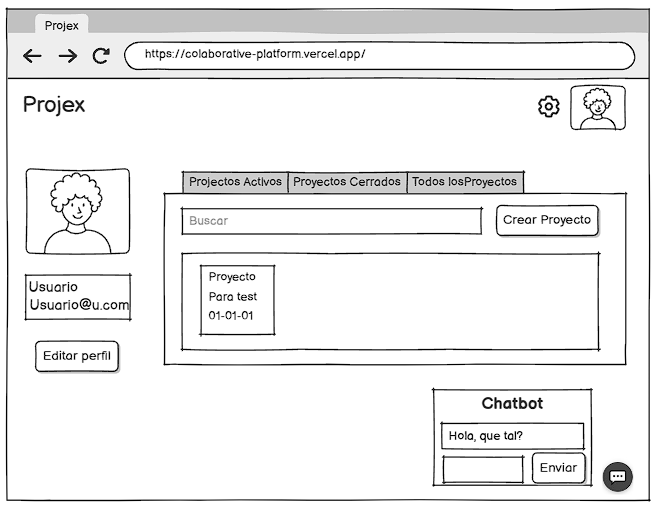 Projex
https://colaborative-platform.vercel.app/
Projex
Projectos Activos
Proyectos Cerrados
Todos losProyectos
Buscar
Crear Proyecto
Proyecto
Para test
01-01-01
Usuario
Usuario@u.com
Editar perfil
Chatbot
Hola, que tal?
Enviar